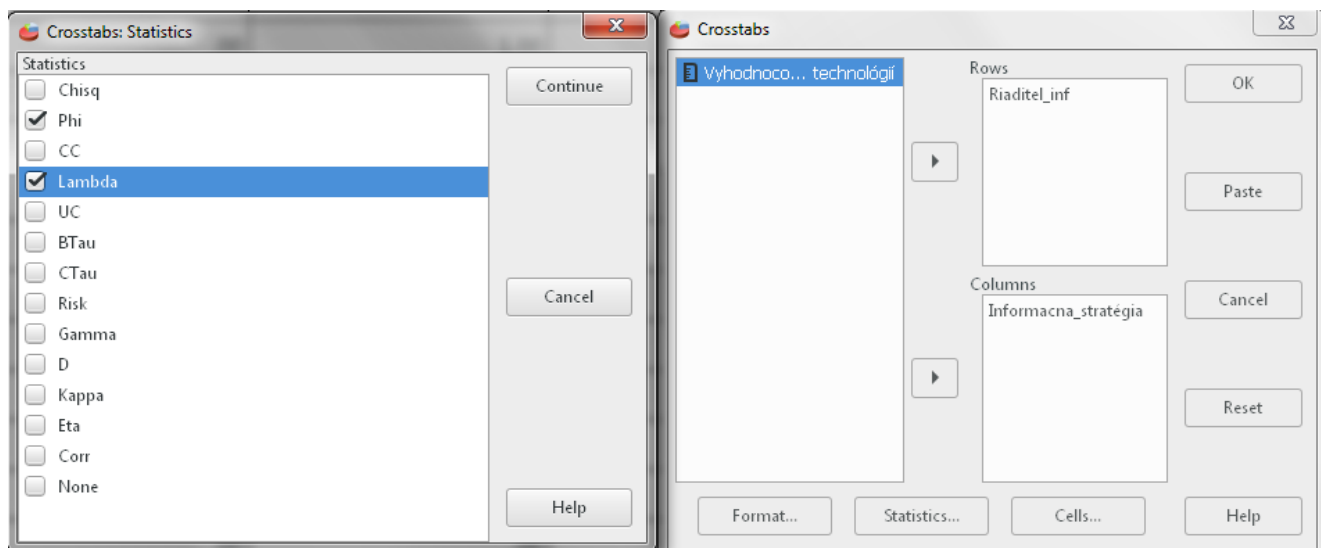 Crosstabs: Statistics
Statistics
Chisq
Phi
CC
Lambda
UC
BTau
CTau
Risk
Gamma
D
Kappa
Eta
Corr
None
Continue
Cancel
Help
Crosstabs
Vyhodnoco... technológií
Rows
Riaditel_inf
Columns
Informacna_stratégia
OK
Paste
Cancel
Reset
Format...
Statistics...
Cells...
Help